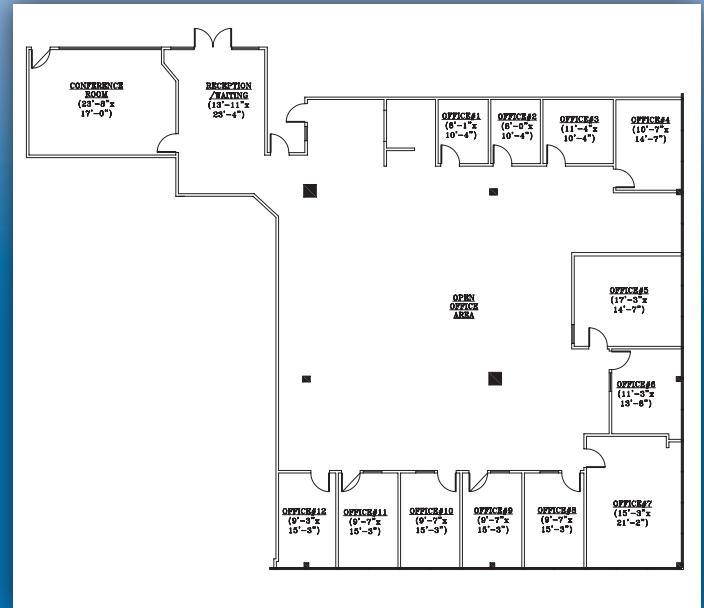 CONFERENCE
ROOM
(23'-8"x
17'-0")
RECEPTION
/WAITING
(13'-11"x
23'-4")
OFFICE#1
(8'-1"x
10'-4")
OFFICE#2
(8'-0"x
10'-4")
OFFICE#3
(11'-4"x
10'-4")
OFFICE#4
(10'-7"x
14'-7")
OFFICE#5
(17'-3"x
14'-7")
OPEN
OFFICE
AREA
OFFICE#6
(11'-3"x
13'-6")
OFFICE#7
(15'-3"x
21'-2")
OFFICE#12
(9'-3"x
15'-3")
OFFICE#11
(9'-7"x
15'-3")
OFFICE#10
(9'-7"x
15'-3")
OFFICE#9
(9'-7"x
15'-3")
OFFICE#8
(9'-7"x
15'-3")